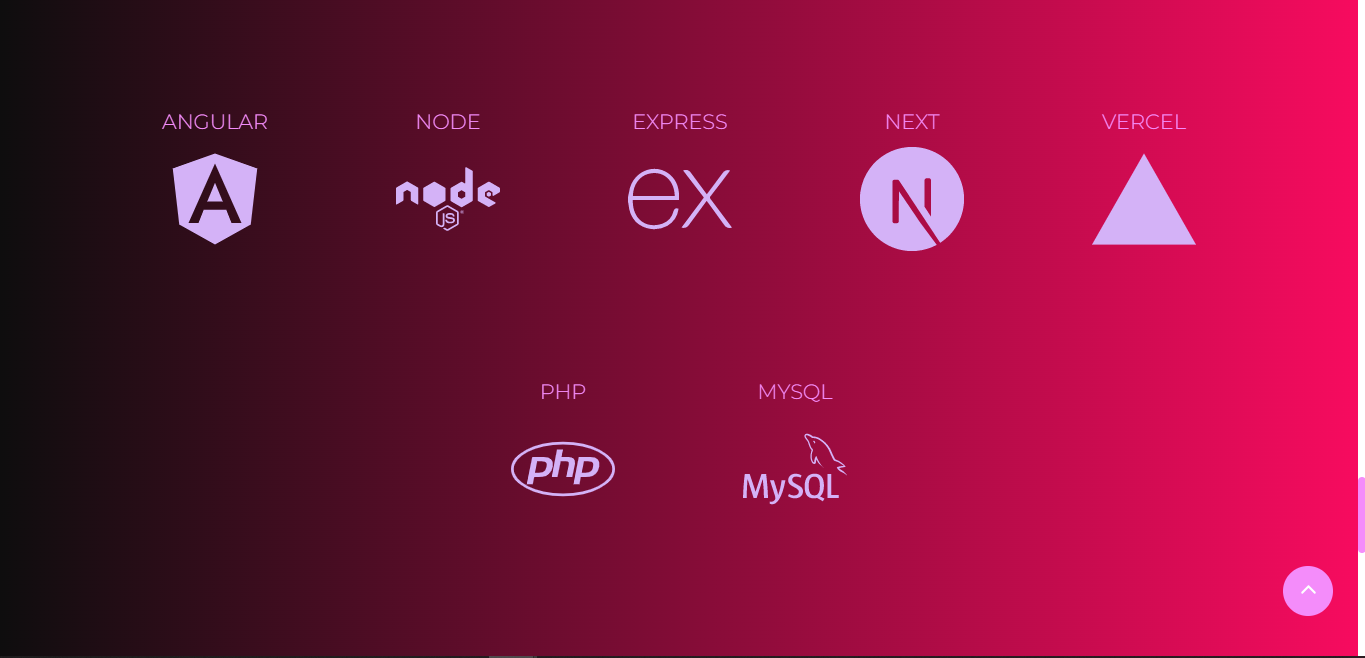 ANGULAR
NODE
EXPRESS
NEXT
VERCEL
A
node
JS
ex
N
PHP
MYSQL
php
MySQL